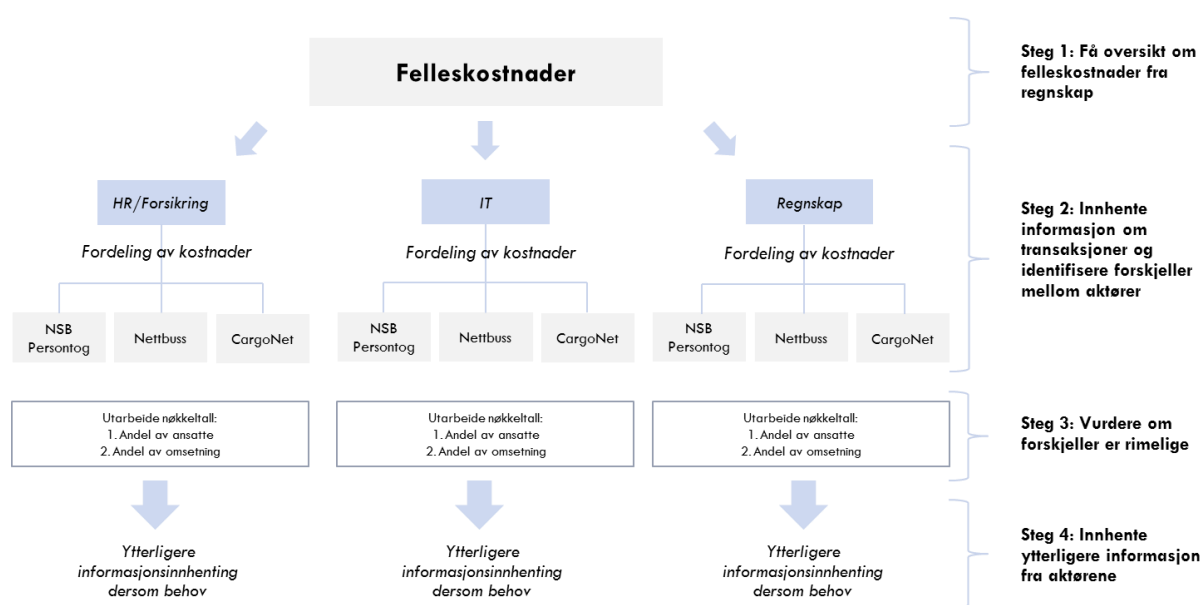 Felleskostnader
Steg 1: Få oversikt om
felleskostnader fra
regnskap
HR/Forsikring
IT
Regnskap
Fordeling av kostnader
Fordeling av kostnader
Fordeling av kostnader
NSB
Persontog
Nettbuss
CargoNet
NSB
Persontog
Nettbuss
CargoNet
NSB
Persontog
Nettbuss
CargoNet
Steg 2: Innhente
informasjon om
transaksjoner og
identifisere forskjeller
mellom aktører
Utarbeide nøkkeltall:
1. Andel av ansatte
2. Andel av omsetning
Utarbeide nøkkeltall:
1. Andel av ansatte
2. Andel av omsetning
Utarbeide nøkkeltall:
1. Andel av ansatte
2. Andel av omsetning
Steg 3: Vurdere om
forskjeller er rimelige
Ytterligere
informasjonsinnhenting
dersom behov
Ytterligere
informasjonsinnhenting
dersom behov
Ytterligere
informasjonsinnhenting
dersom behov
Steg 4: Innhente
ytterligere informasjon
fra aktørene